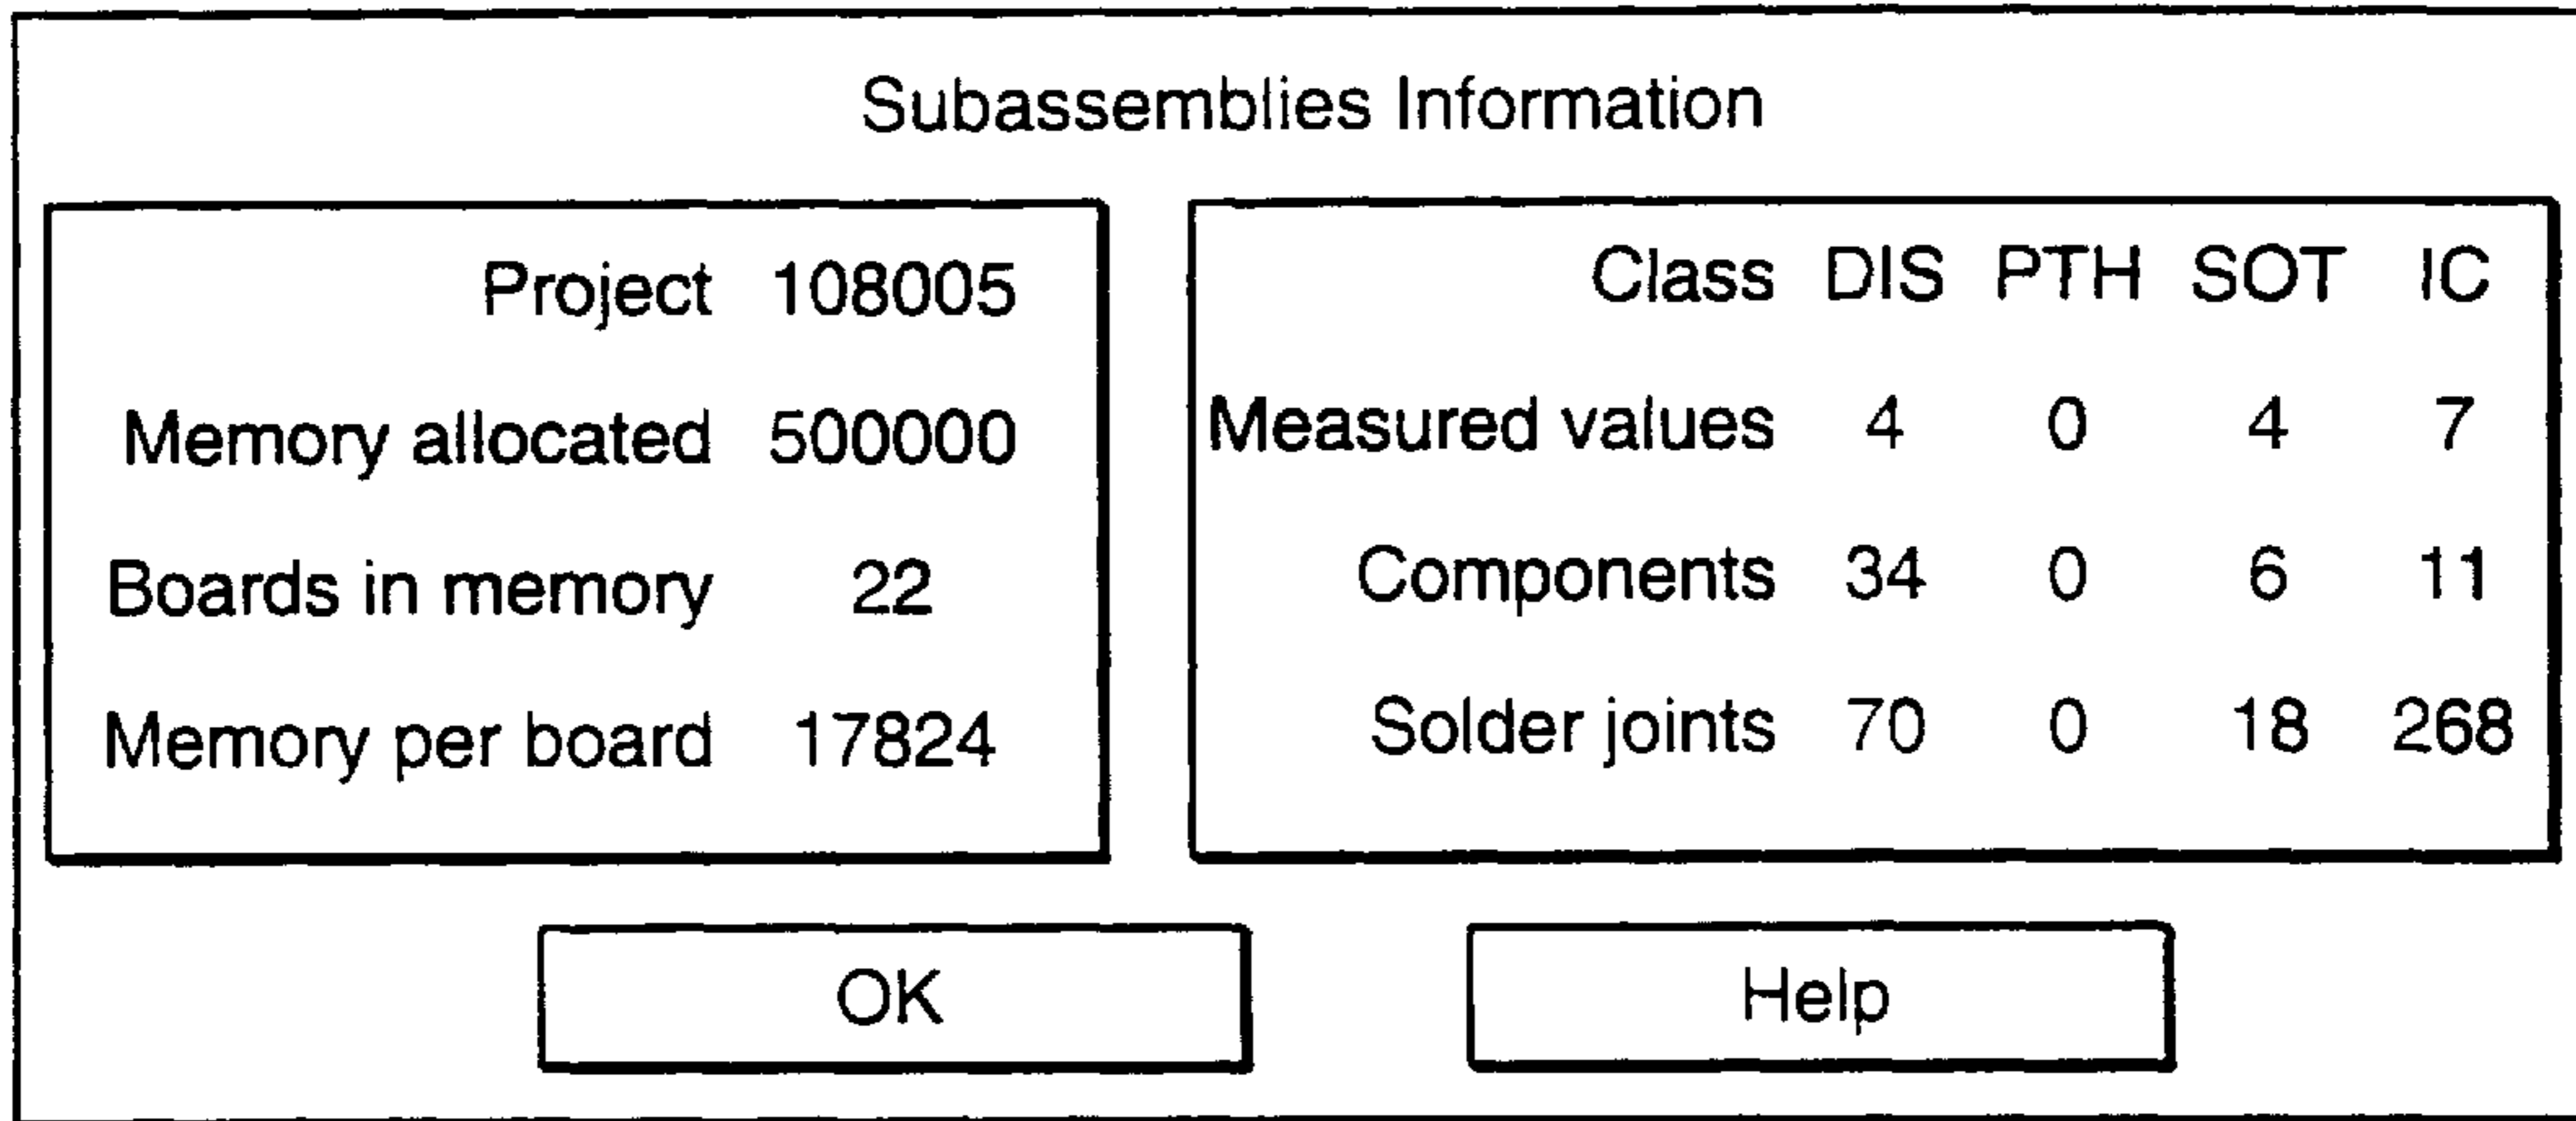 Subassemblies Information
Project 108005
Memory allocated 500000
Boards in memory 22
Memory per board 17824
Class DIS PTH SOT IC
Measured values 4 0 4 7
Components 34 0 6 11
Solder joints 70 0 18 268
OK
Help